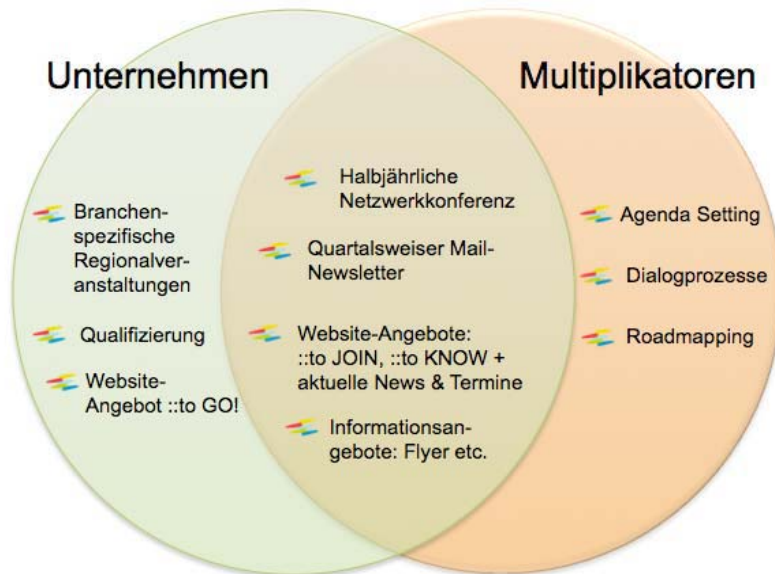 Unternehmen
Multiplikatoren
Branchen-
spezifische
Regionalver-
anstaltungen
Qualifizierung
Website-
Angebot ::to GO!
Halbjährliche
Netzwerkkonferenz
Quartalsweiser Mail-
Newsletter
Website-Angebote:
::to JOIN, ::to KNOW +
aktuelle News & Termine
Informationsan-
gebote: Flyer etc.
Agenda Setting
Dialogprozesse
Roadmapping